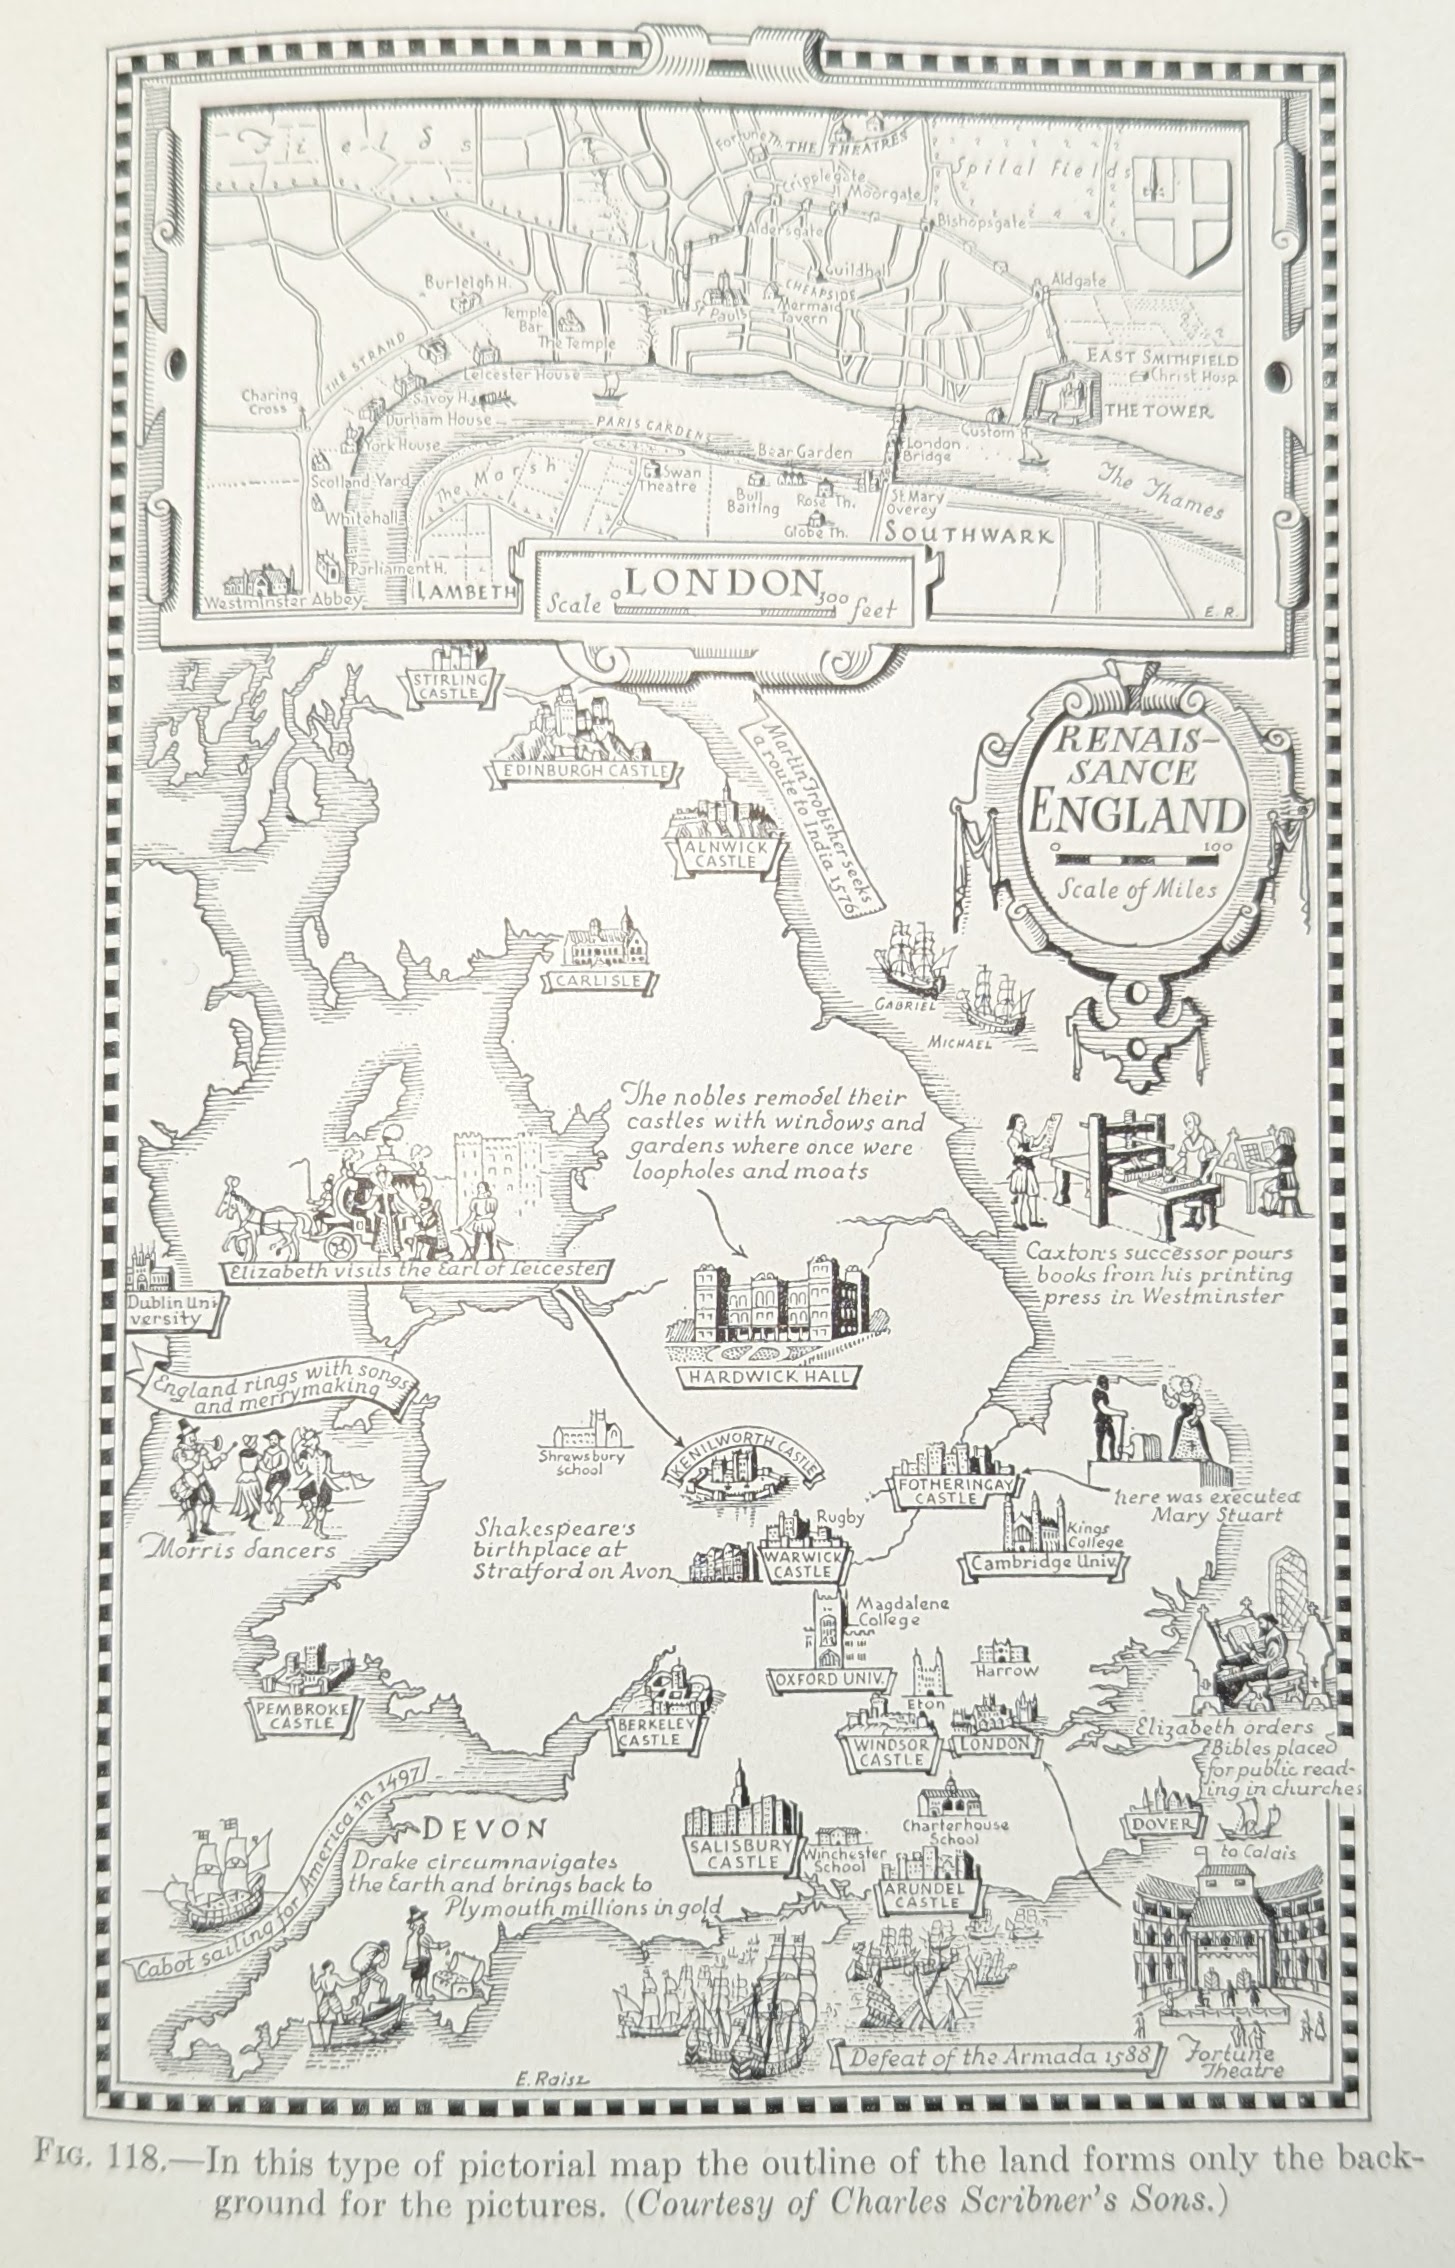 Fields
Fortune Th.
THE THEATRES
Cripplegate
Moorgate
Spital Fields
Aldersgate
Bishopsgate
Guildhall
Aldgate
Burleigh H.
CHEAPSIDE
St Pauls
Mermaid
Tavern
Temple
Bar
The Temple
THE STRAND
EAST SMITHFIELD
Christ Hosp.
Leicester House
Charing
Cross
Savoy H.
THE TOWER
Durham House
PARIS GARDENS
Custom H.
York House
Bear Garden
London
Bridge
The Marsh
Swan
Theatre
The Thames
Scotland Yard
Bull
Baiting
Rose Th.
St. Mary
Overey
Whitehall
Globe Th.
SOUTHWARK
Parliament H.
LAMBETH
Westminster Abbey
LONDON
Scale 0 300 feet
E. R.
STIRLING
CASTLE
EDINBURGH CASTLE
Martin Frobisher seeks
a route to India 1576
RENAIS-
SANCE
ENGLAND
0 100
Scale of Miles
ALNWICK
CASTLE
CARLISLE
GABRIEL
MICHAEL
The nobles remodel their
castles with windows and
gardens where once were
loopholes and moats
Elizabeth visits the Earl of Leicester
Caxton's successor pours
books from his printing
press in Westminster
Dublin Uni-
versity
HARDWICK HALL
England rings with songs
and merrymaking
Morris dancers
Shrewsbury
School
KENILWORTH CASTLE
FOTHERINGAY
CASTLE
here was executed
Mary Stuart
Shakespeare's
birthplace at
Stratford on Avon
Rugby
WARWICK
CASTLE
Kings
College
Cambridge Univ.
Magdalene
College
OXFORD UNIV.
Eton
Harrow
PEMBROKE
CASTLE
BERKELEY
CASTLE
WINDSOR
CASTLE
LONDON
Elizabeth orders
Bibles placed
for public read-
ing in churches
Cabot sailing for America in 1497
DEVON
SALISBURY
CASTLE
Winchester
School
Charterhouse
School
DOVER
to Calais
ARUNDEL
CASTLE
Drake circumnavigates
the Earth and brings back to
Plymouth millions in gold
Defeat of the Armada 1588
Fortune
Theatre
E. Raisz
FIG. 118.—In this type of pictorial map the outline of the land forms only the back-
ground for the pictures. (Courtesy of Charles Scribner's Sons.)